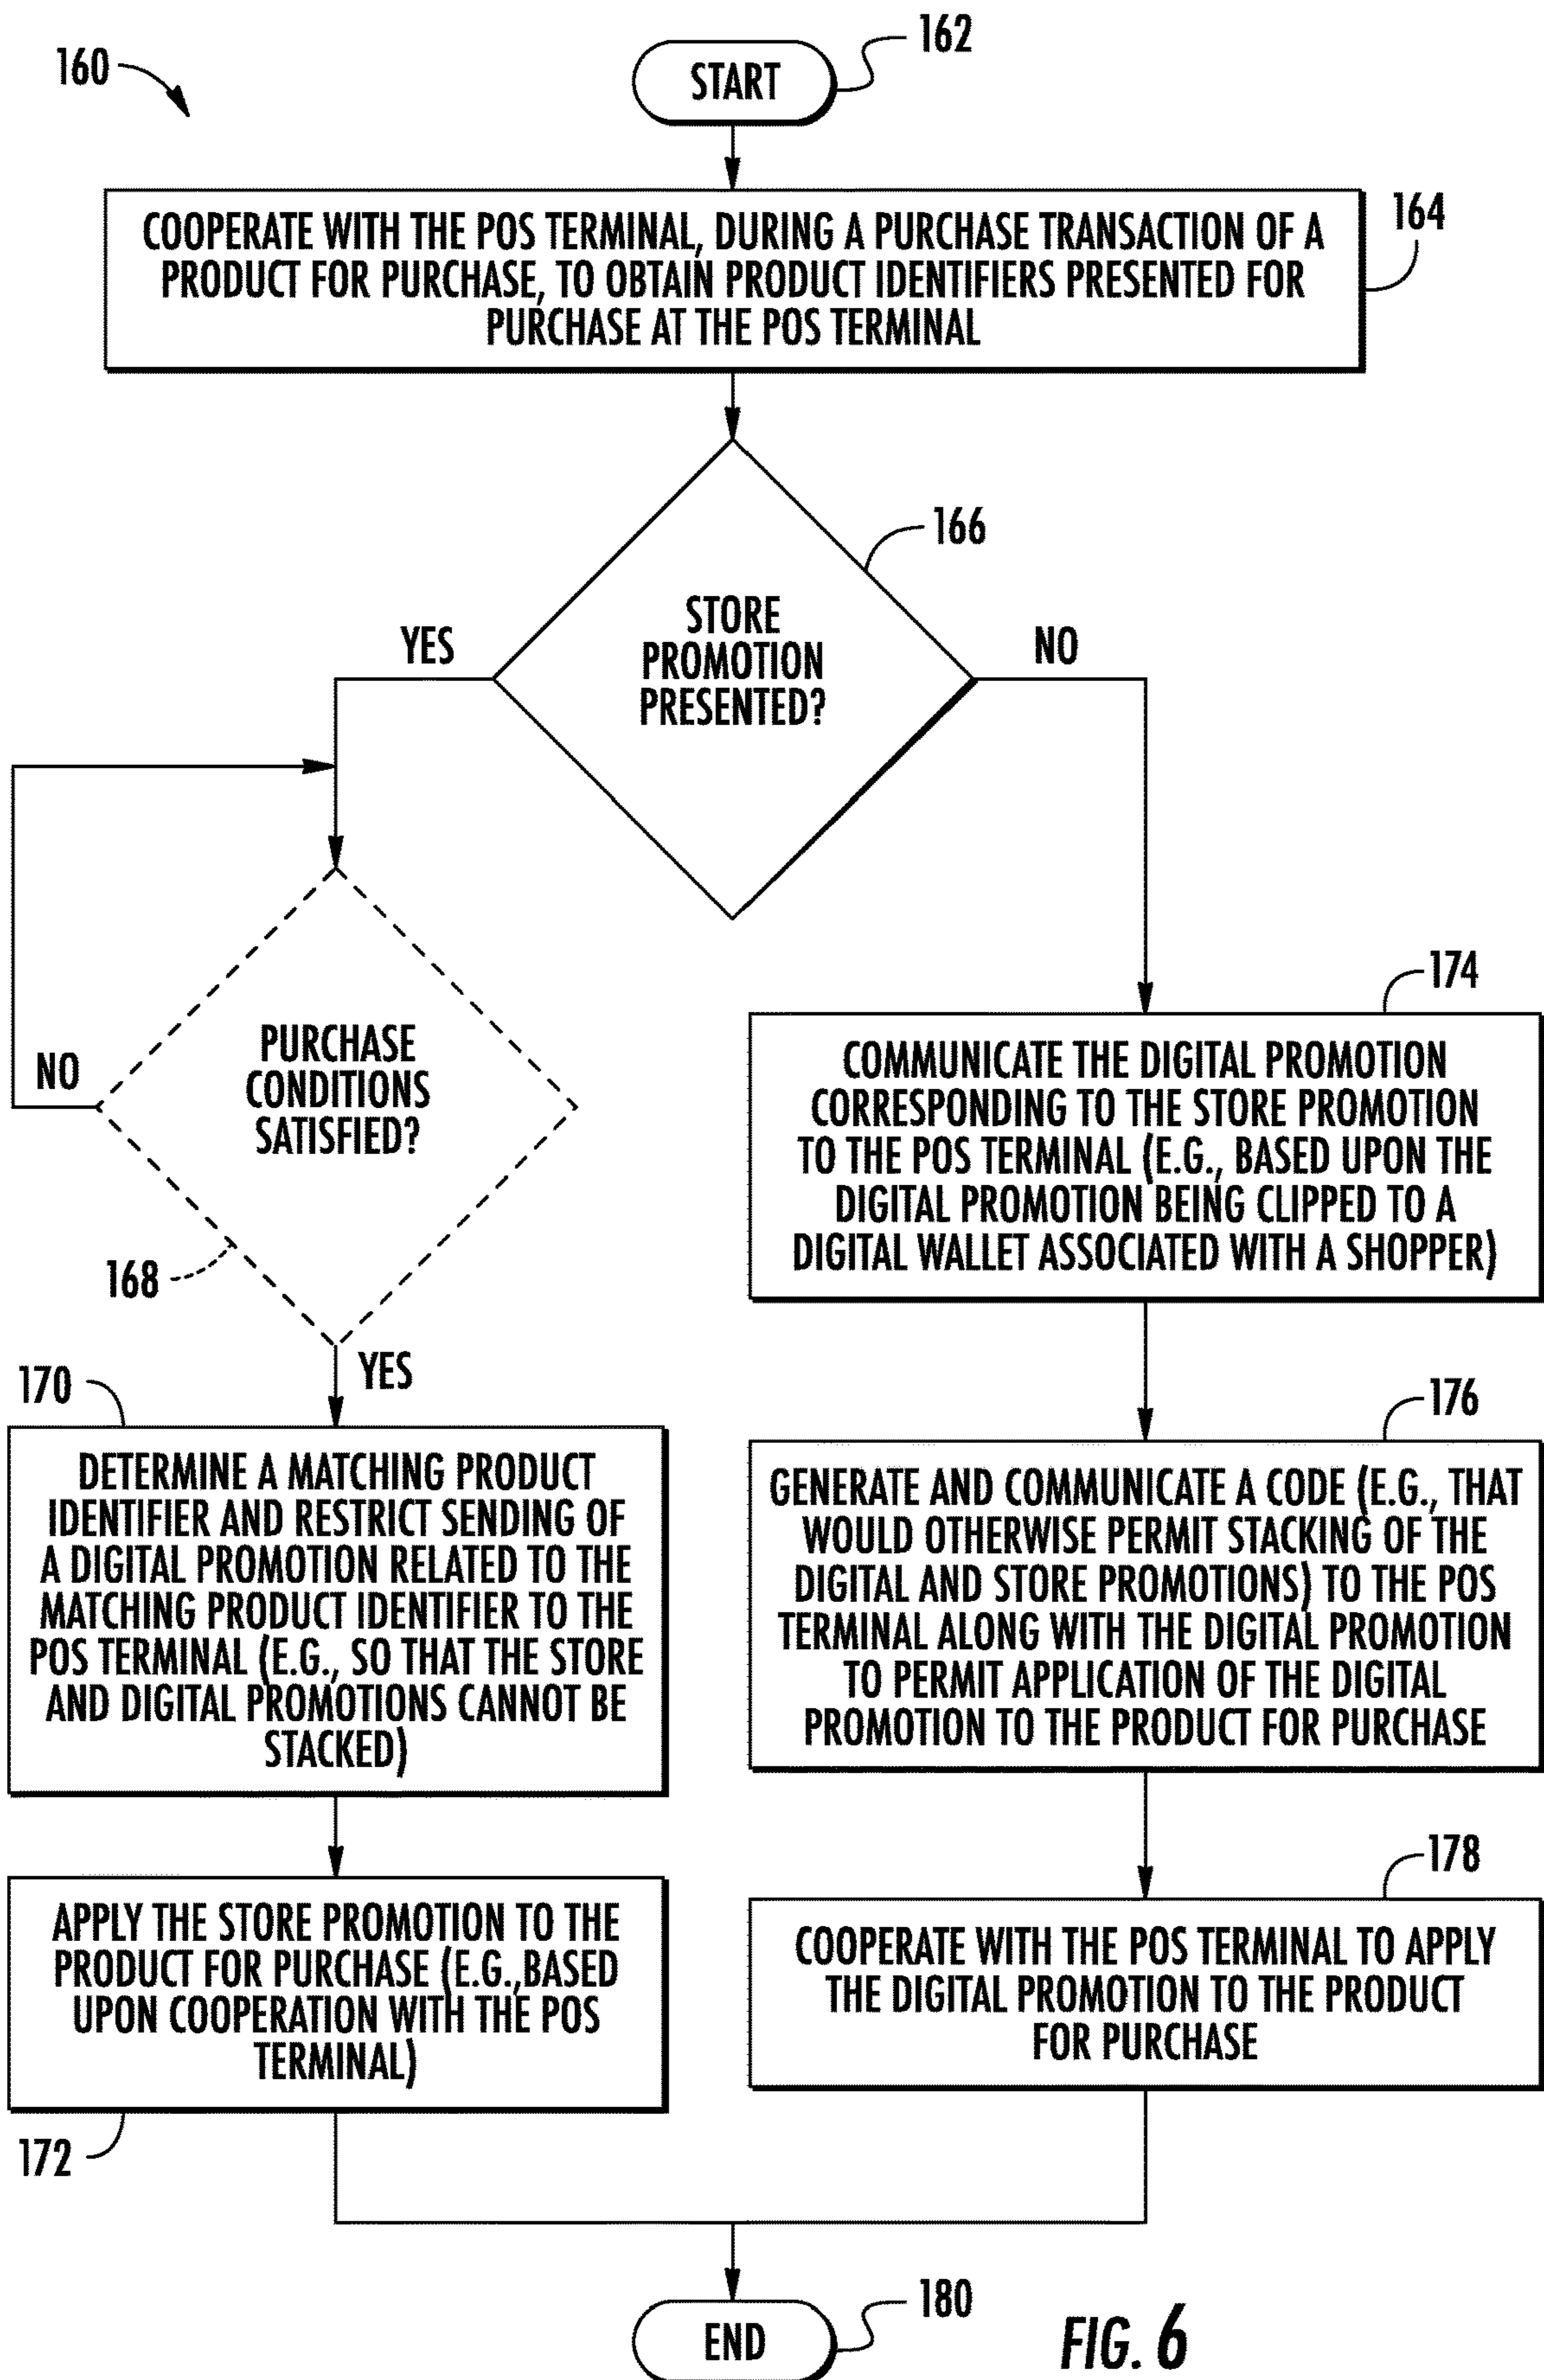 160
START
162
COOPERATE WITH THE POS TERMINAL, DURING A PURCHASE TRANSACTION OF A
PRODUCT FOR PURCHASE, TO OBTAIN PRODUCT IDENTIFIERS PRESENTED FOR
PURCHASE AT THE POS TERMINAL
164
166
STORE
PROMOTION
PRESENTED?
YES
NO
PURCHASE
CONDITIONS
SATISFIED?
NO
168
YES
170
DETERMINE A MATCHING PRODUCT
IDENTIFIER AND RESTRICT SENDING OF
A DIGITAL PROMOTION RELATED TO THE
MATCHING PRODUCT IDENTIFIER TO THE
POS TERMINAL (E.G., SO THAT THE STORE
AND DIGITAL PROMOTIONS CANNOT BE
STACKED)
APPLY THE STORE PROMOTION TO THE
PRODUCT FOR PURCHASE (E.G.,BASED
UPON COOPERATION WITH THE POS
TERMINAL)
172
174
COMMUNICATE THE DIGITAL PROMOTION
CORRESPONDING TO THE STORE PROMOTION
TO THE POS TERMINAL (E.G., BASED UPON THE
DIGITAL PROMOTION BEING CLIPPED TO A
DIGITAL WALLET ASSOCIATED WITH A SHOPPER)
176
GENERATE AND COMMUNICATE A CODE (E.G., THAT
WOULD OTHERWISE PERMIT STACKING OF THE
DIGITAL AND STORE PROMOTIONS) TO THE POS
TERMINAL ALONG WITH THE DIGITAL PROMOTION
TO PERMIT APPLICATION OF THE DIGITAL
PROMOTION TO THE PRODUCT FOR PURCHASE
178
COOPERATE WITH THE POS TERMINAL TO APPLY
THE DIGITAL PROMOTION TO THE PRODUCT
FOR PURCHASE
END
180
FIG. 6